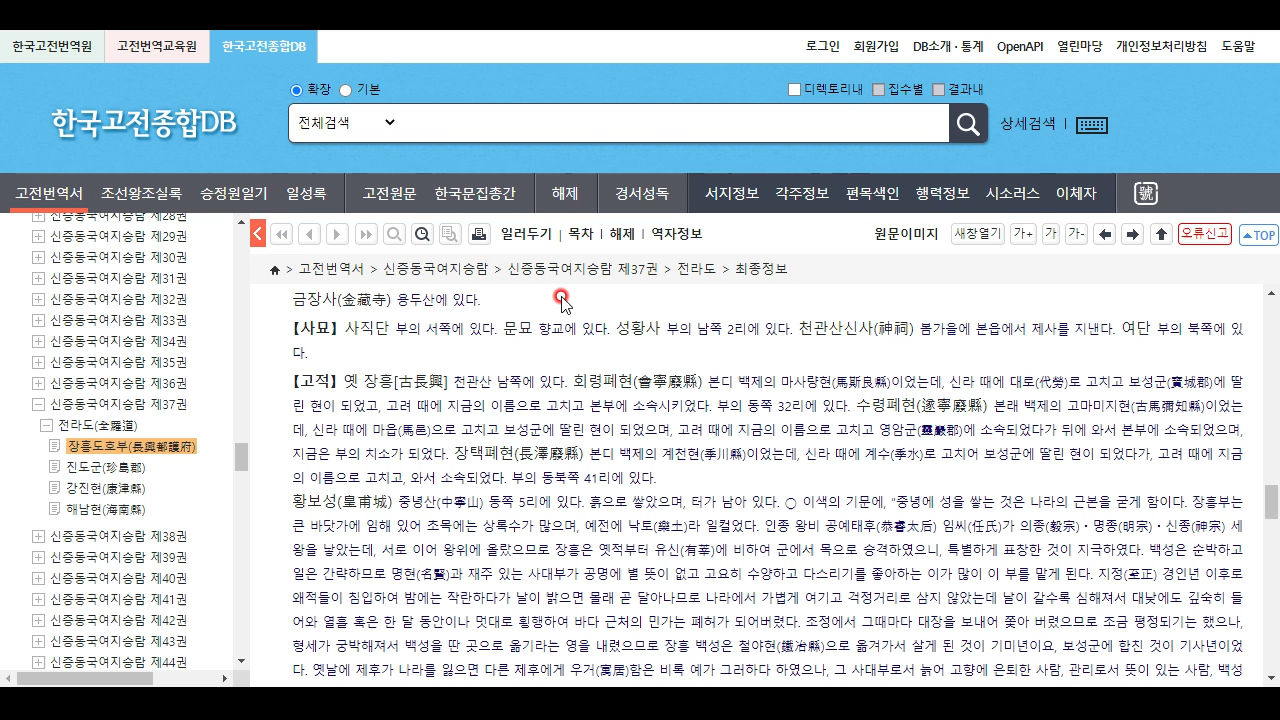 한국고전번역원 고전번역교육원 한국고전종합DB 로그인 회원가입 DB소개·통계 OpenAPI 열린마당 개인정보처리방침 도움말
확장 기본 디렉토리내 집수별 결과내
한국고전종합DB 전체검색 상세검색
고전번역서 조선왕조실록 승정원일기 일성록 고전원문 한국문집총간 해제 경서성독 서지정보 각주정보 편목색인 행력정보 시소러스 이체자 號
신증동국여지승람 제28권
신증동국여지승람 제29권
신증동국여지승람 제30권
신증동국여지승람 제31권
신증동국여지승람 제32권
신증동국여지승람 제33권
신증동국여지승람 제34권
신증동국여지승람 제35권
신증동국여지승람 제36권
신증동국여지승람 제37권
전라도(全羅道)
장흥도호부(長興都護府)
진도군(珍島郡)
강진현(康津縣)
해남현(海南縣)
신증동국여지승람 제38권
신증동국여지승람 제39권
신증동국여지승람 제40권
신증동국여지승람 제41권
신증동국여지승람 제42권
신증동국여지승람 제43권
신증동국여지승람 제44권
일러두기 | 목차 | 해제 | 역자정보 원문이미지 새창열기 가+ 가 가- 오류신고 TOP
> 고전번역서 > 신증동국여지승람 > 신증동국여지승람 제37권 > 전라도 > 최종정보
금장사(金藏寺) 웅두산에 있다.
【사묘】 사직단 부의 서쪽에 있다. 문묘 향교에 있다. 성황사 부의 남쪽 2리에 있다. 천관산신사(神祠) 봄가을에 본읍에서 제사를 지낸다. 여단 부의 북쪽에 있
다.
【고적】 옛 장흥[古長興] 천관산 남쪽에 있다. 회령폐현(會寧廢縣) 본디 백제의 마사량현(馬斯良縣)이었는데, 신라 때에 대로(代勞)로 고치고 보성군(寶城郡)에 딸
린 현이 되었고, 고려 때에 지금의 이름으로 고치고 본부에 소속시키었다. 부의 동쪽 32리에 있다. 수령폐현(遂寧廢縣) 본래 백제의 고마미지현(古馬彌知縣)이었는
데, 신라 때에 마읍(馬邑)으로 고치고 보성군에 딸린 현이 되었으며, 고려 때에 지금의 이름으로 고치고 영암군(靈巖郡)에 소속되었다가 뒤에 와서 본부에 소속되었으며,
지금은 부의 치소가 되었다. 장택폐현(長澤廢縣) 본디 백제의 계천현(季川縣)이었는데, 신라 때에 계수(季水)로 고치어 보성군에 딸린 현이 되었다가, 고려 때에 지금
의 이름으로 고치고, 와서 소속되었다. 부의 동북쪽 41리에 있다.
황보성(皇甫城) 중녕산(中寧山) 동쪽 5리에 있다. 흙으로 쌓았으며, 터가 남아 있다. ○ 이색의 기문에, “중녕에 성을 쌓는 것은 나라의 근본을 굳게 함이다. 장흥부는
큰 바닷가에 임해 있어 초목에는 상록수가 많으며, 예전에 낙토(樂土)라 일컬었다. 인종 왕비 공예태후(恭睿太后) 임씨(任氏)가 의종(毅宗)·명종(明宗)·신종(神宗) 세
왕을 낳았는데, 서로 이어 왕위에 올랐으므로 장흥은 옛적부터 유신(有莘)에 비하여 군에서 목으로 승격하였으니, 특별하게 표창한 것이 지극하였다. 백성은 순박하고
일은 간략하므로 명현(名賢)과 재주 있는 사대부가 공명에 별 뜻이 없고 고요히 수양하고 다스리기를 좋아하는 이가 많이 이 부를 맡게 된다. 지정(至正) 경인년 이후로
왜적들이 침입하여 밤에는 작란하다가 날이 밝으면 몰래 곧 달아나므로 나라에서 가볍게 여기고 걱정거리로 삼지 않았는데 날이 갈수록 심해져서 대낮에도 깊숙히 들
어와 열흘 혹은 한 달 동안이나 멋대로 횡행하여 바다 근처의 민가는 폐허가 되어버렸다. 조정에서 그때마다 대장을 보내어 쫓아 버렸으므로 조금 평정되기는 했으나,
형세가 궁박해져서 백성을 딴 곳으로 옮기라는 영을 내렸으므로 장흥 백성은 철야현(鐵冶縣)으로 옮겨가서 살게 된 것이 기미년이요, 보성군에 합친 것이 기사년이었
다. 옛날에 제후가 나라를 잃으면 다른 제후에게 우거(寓居)함은 비록 예가 그러하다 하였으나, 그 사대부로서 늙어 고향에 은퇴한 사람, 관리로서 뜻이 있는 사람, 백성